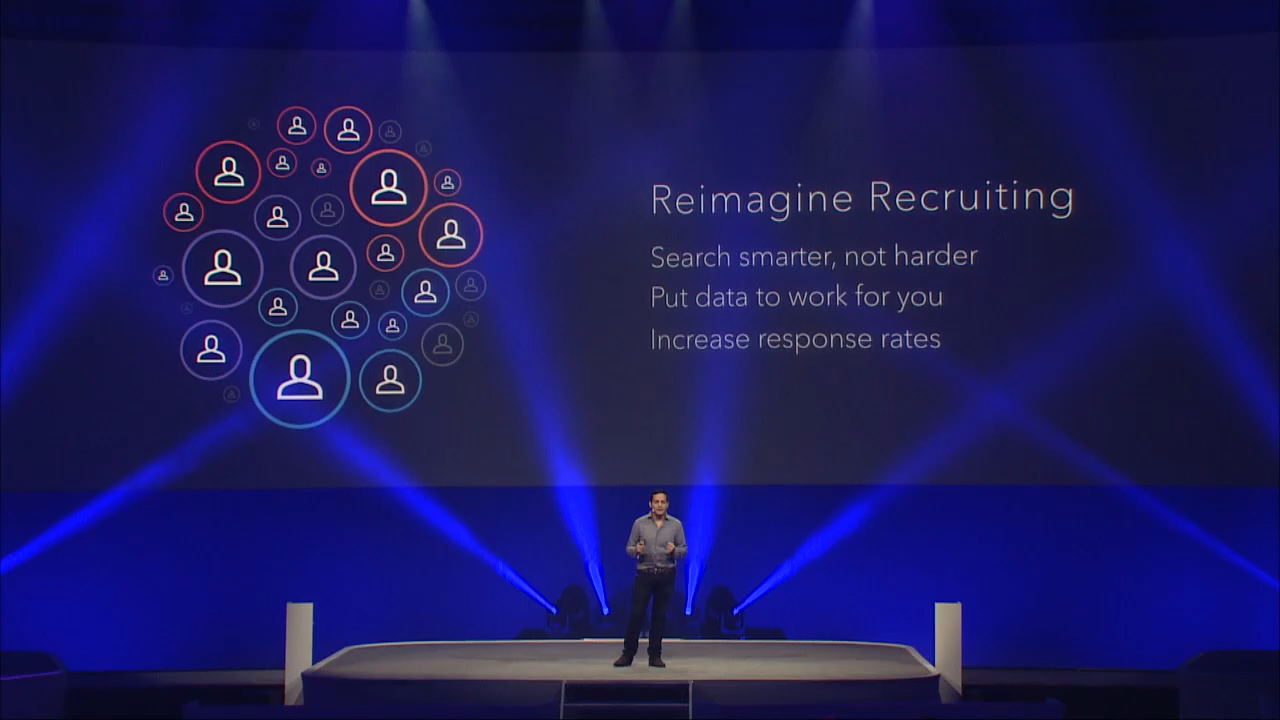 Reimagine Recruiting
Search smarter, not harder
Put data to work for you
Increase response rates